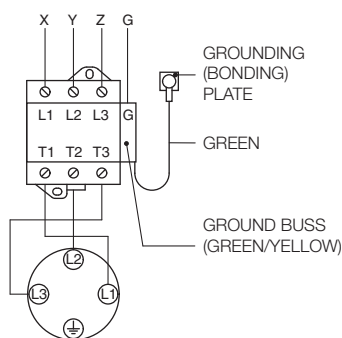 X Y Z G
GROUNDING
(BONDING)
PLATE
L1 L2 L3 G
T1 T2 T3
GREEN
GROUND BUSS
(GREEN/YELLOW)
L2
L3 L1